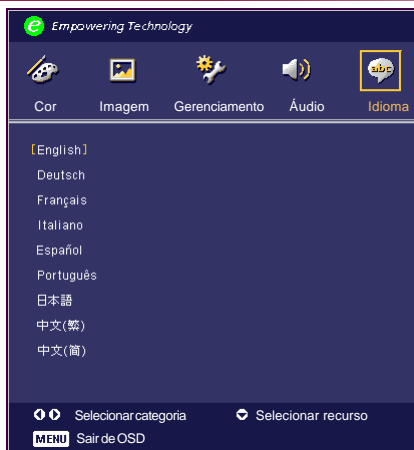 e Empowering Technology
abc
Cor Imagem Gerenciamento Áudio Idioma
[English]
Deutsch
Français
Italiano
Español
Português
日本語
中文(繁)
中文(简)
Selecionar categoria Selecionar recurso
MENU Sair de OSD